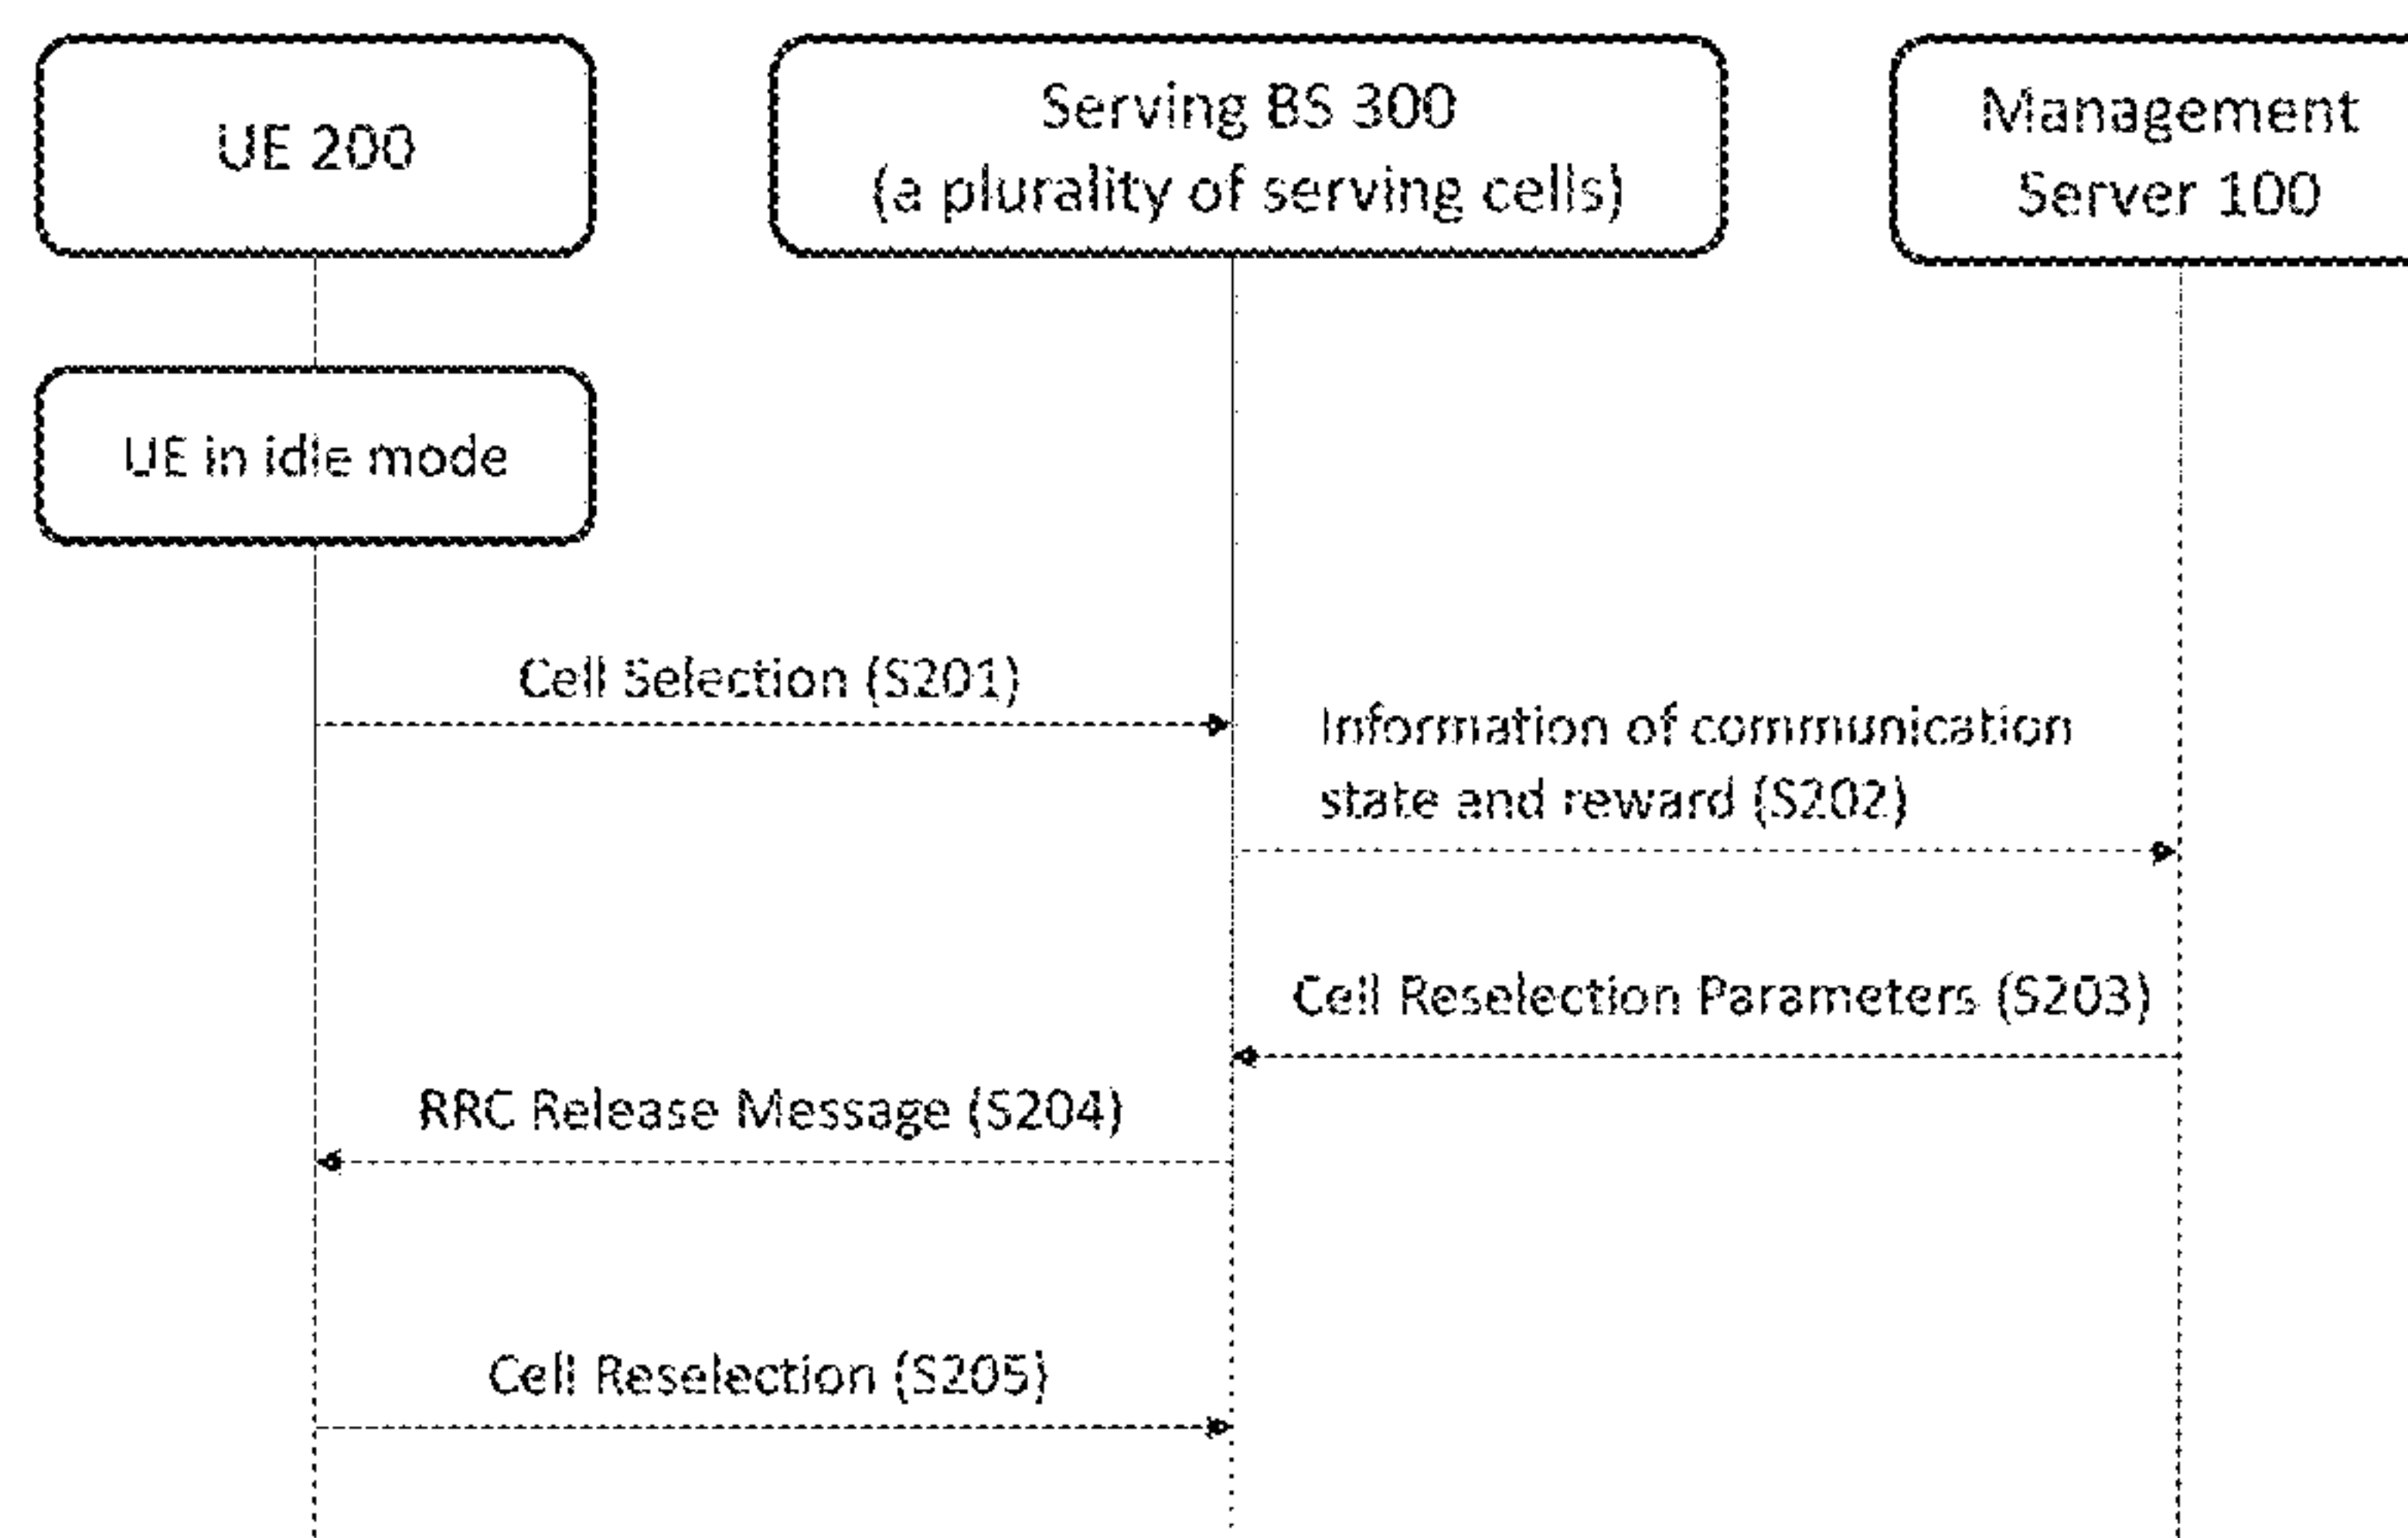 UE 200
Serving BS 300
(a plurality of serving cells)
Management
Server 100
UE in idle mode
Cell Selection (S201)
Information of communication
state and reward (S202)
Cell Reselection Parameters (S203)
RRC Release Message (S204)
Cell Reselection (S205)